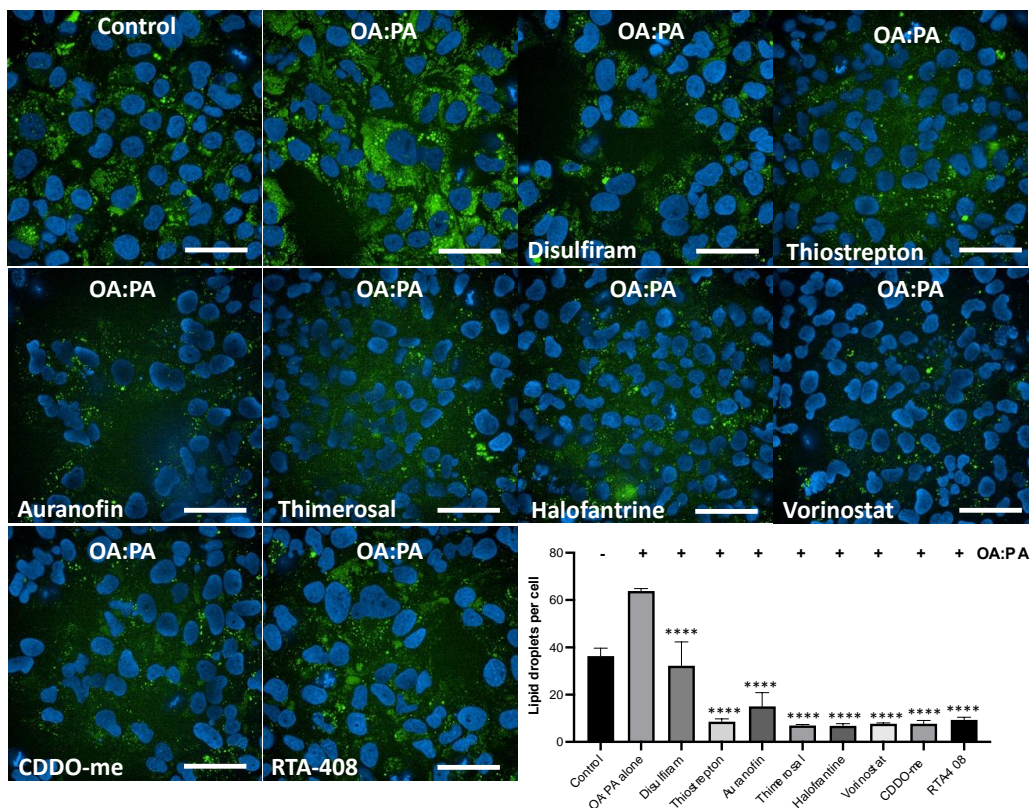 Control
OA:PA
OA:PA
OA:PA
Disulfiram
Thiostrepton
OA:PA
OA:PA
OA:PA
OA:PA
Auranofin
Thimerosal
Halofantrine
Vorinostat
OA:PA
OA:PA
CDDO-me
RTA-408
Lipid droplets per cell
80
60
40
20
0
- + + + + + + + + + OA:PA
****
**** **** **** **** **** **** ****
Control
OA:PA alone
Disulfiram
Thiostrepton
Auranofin
Thimerosal
Halofantrine
Vorinostat
CDDO-me
RTA-408